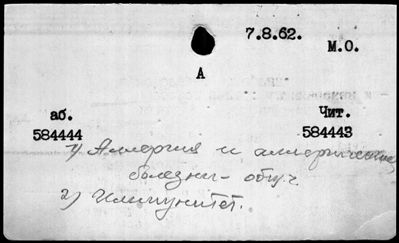 7.8.62.
М.О.
А
аб.
Чит.
584444
584443
1) Аллергия и аллергические
болезни – общ.
2) Иммунитет.